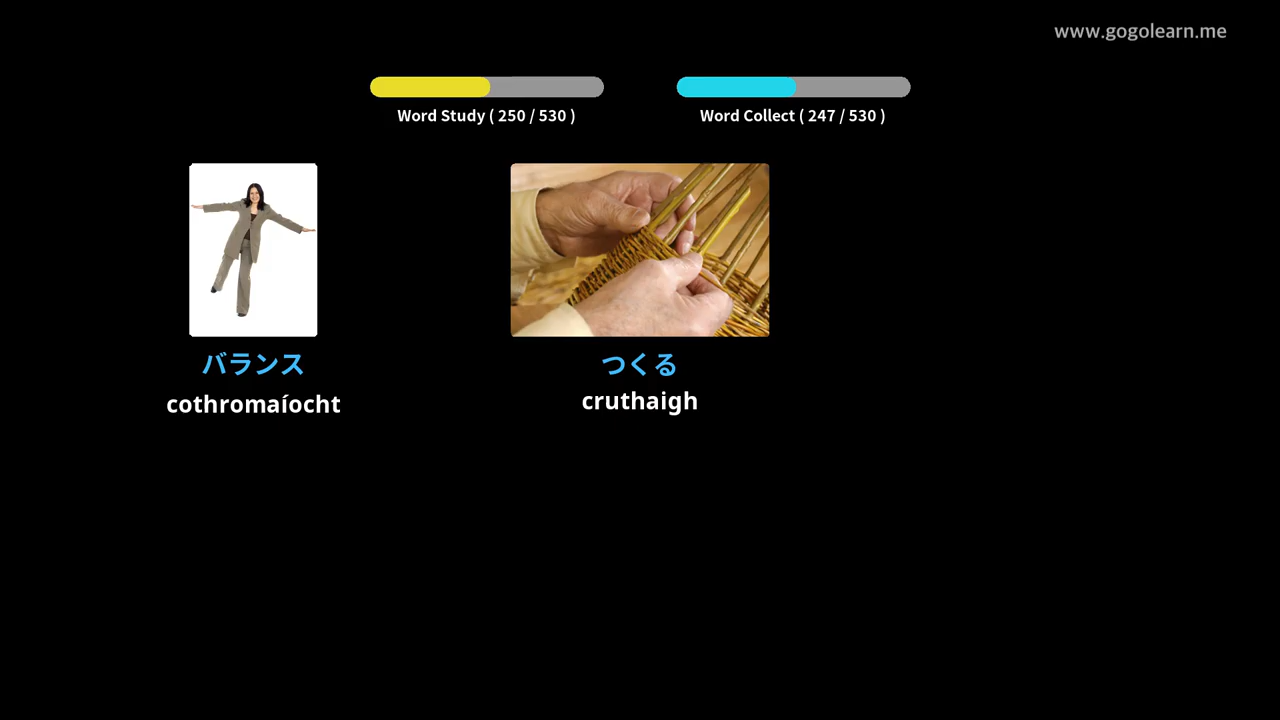 www.gogolearn.me
Word Study ( 250 / 530 )
Word Collect ( 247 / 530 )
バランス
cothromaíocht
つくる
cruthaigh